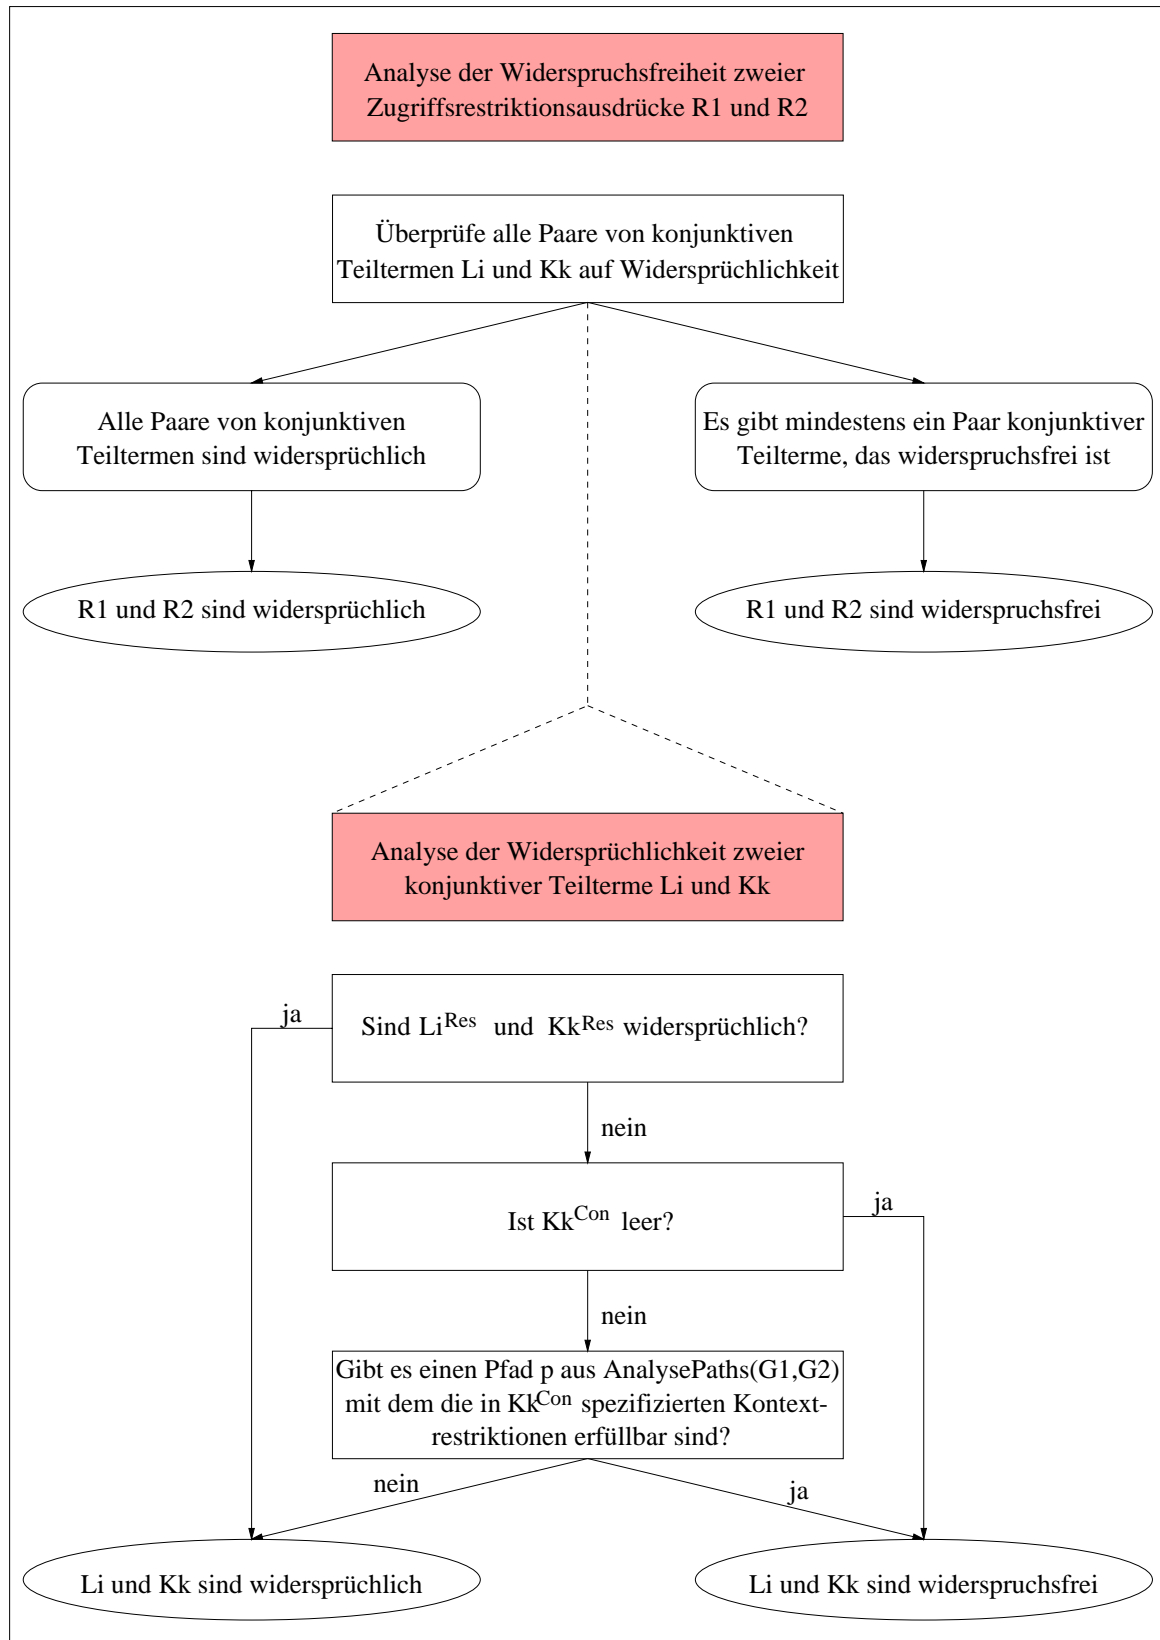 Analyse der Widerspruchsfreiheit zweier
Zugriffsrestriktionsausdrücke R1 und R2
Überprüfe alle Paare von konjunktiven
Teiltermen Li und Kk auf Widersprüchlichkeit
Alle Paare von konjunktiven
Teiltermen sind widersprüchlich
Es gibt mindestens ein Paar konjunktiver
Teilterme, das widerspruchsfrei ist
R1 und R2 sind widersprüchlich
R1 und R2 sind widerspruchsfrei
Analyse der Widersprüchlichkeit zweier
konjunktiver Teilterme Li und Kk
ja
Sind Li^Res und Kk^Res widersprüchlich?
nein
Ist Kk^Con leer?
ja
nein
Gibt es einen Pfad p aus AnalysePaths(G1,G2)
mit dem die in Kk^Con spezifizierten Kontext-
restriktionen erfüllbar sind?
nein
ja
Li und Kk sind widersprüchlich
Li und Kk sind widerspruchsfrei